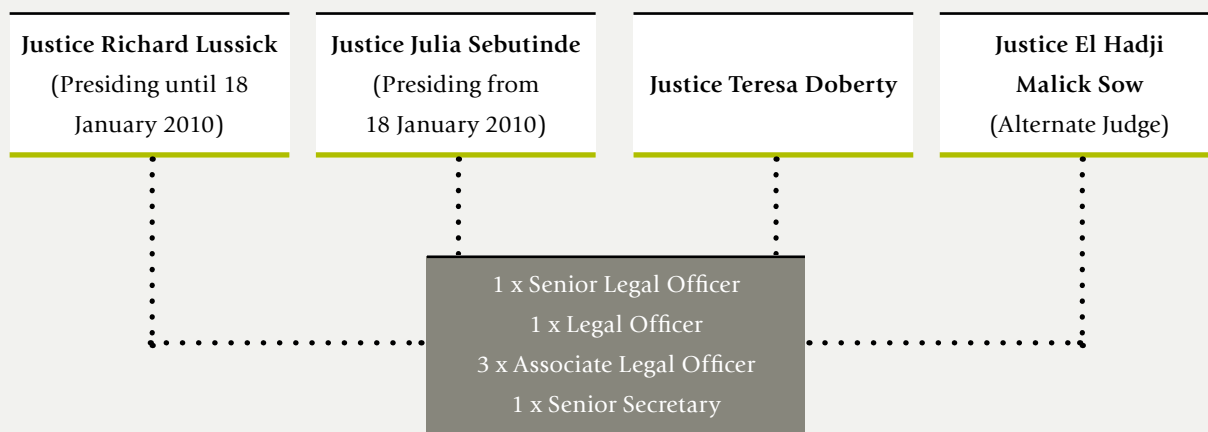 Justice Richard Lussick
(Presiding until 18
January 2010)
Justice Julia Sebutinde
(Presiding from
18 January 2010)
Justice Teresa Doberty
Justice El Hadji
Malick Sow
(Alternate Judge)
1 x Senior Legal Officer
1 x Legal Officer
3 x Associate Legal Officer
1 x Senior Secretary